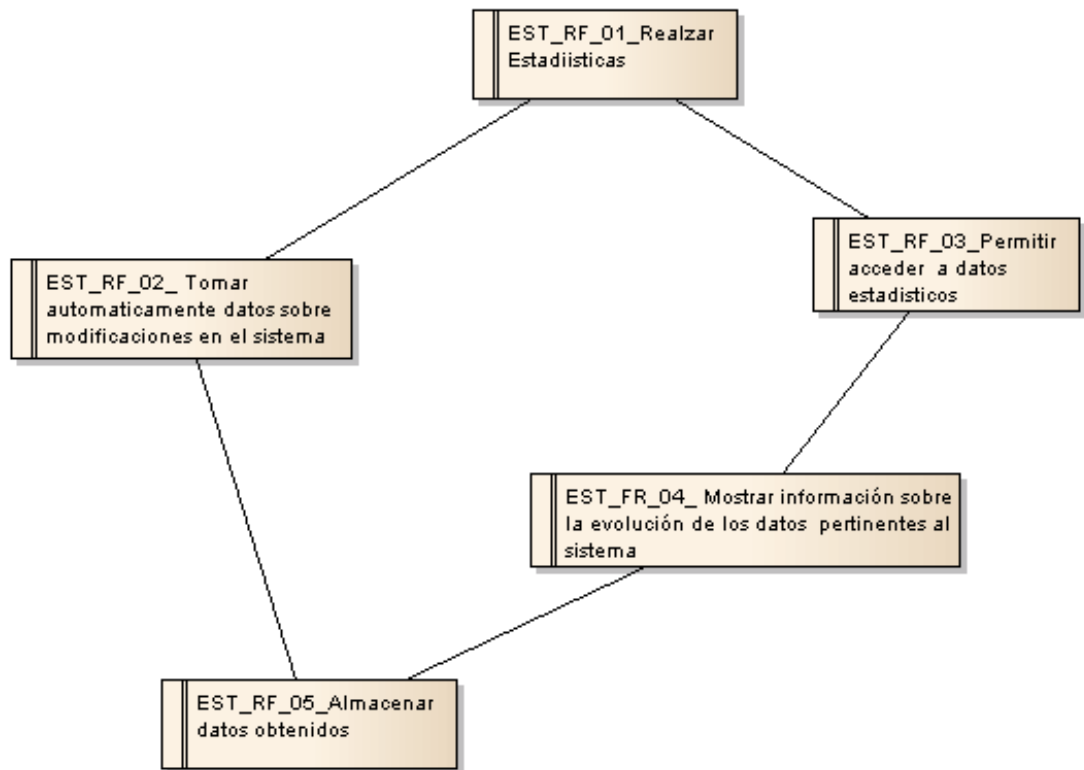 EST_RF_01_Realzar
Estadiisticas
EST_RF_03_Permitir
acceder a datos
estadisticos
EST_RF_02_ Tomar
automaticamente datos sobre
modificaciones en el sistema
EST_FR_04_ Mostrar información sobre
la evolución de los datos pertinentes al
sistema
EST_RF_05_Almacenar
datos obtenidos